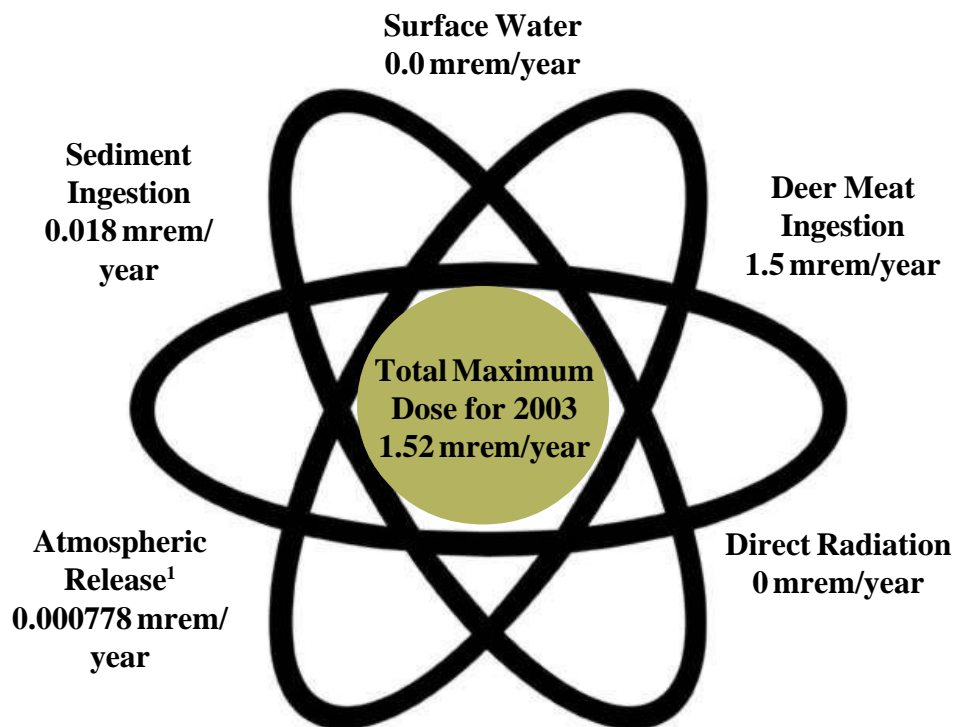 Surface Water
0.0 mrem/year
Sediment
Ingestion
0.018 mrem/
year
Deer Meat
Ingestion
1.5 mrem/year
Total Maximum
Dose for 2003
1.52 mrem/year
Atmospheric
Release¹
0.000778 mrem/
year
Direct Radiation
0 mrem/year